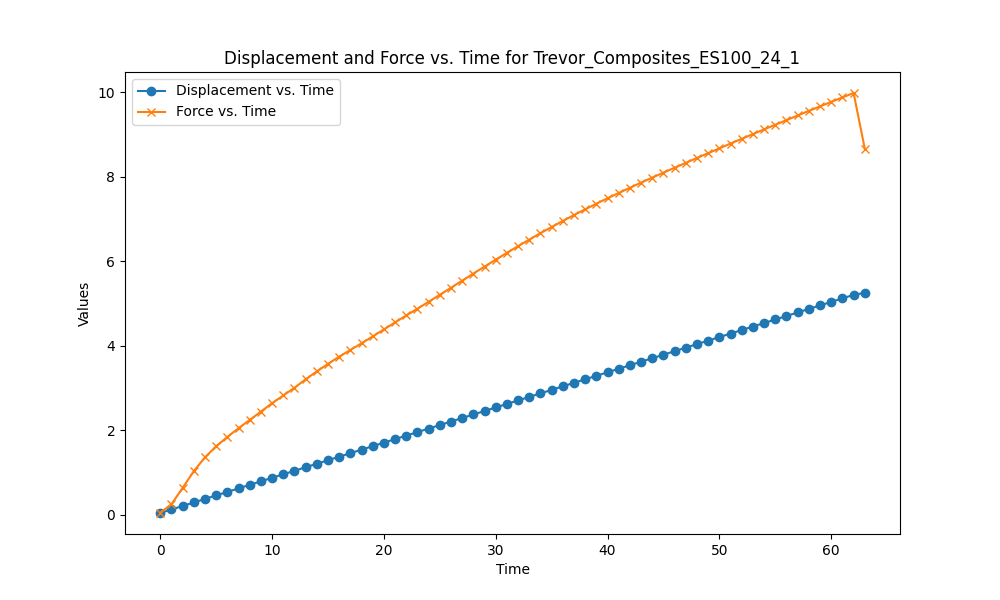 Displacement and Force vs. Time for Trevor_Composites_ES100_24_1
Displacement vs. Time
Force vs. Time
10
8
6
4
2
0
Values
0 10 20 30 40 50 60
Time